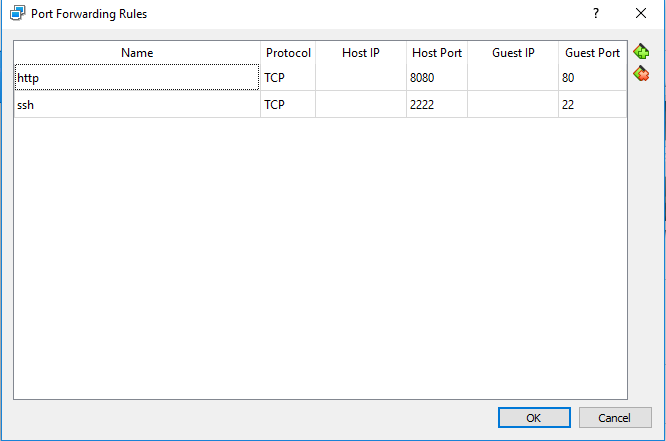 Port Forwarding Rules ?
Name Protocol Host IP Host Port Guest IP Guest Port
http TCP 8080 80
ssh TCP 2222 22
OK Cancel